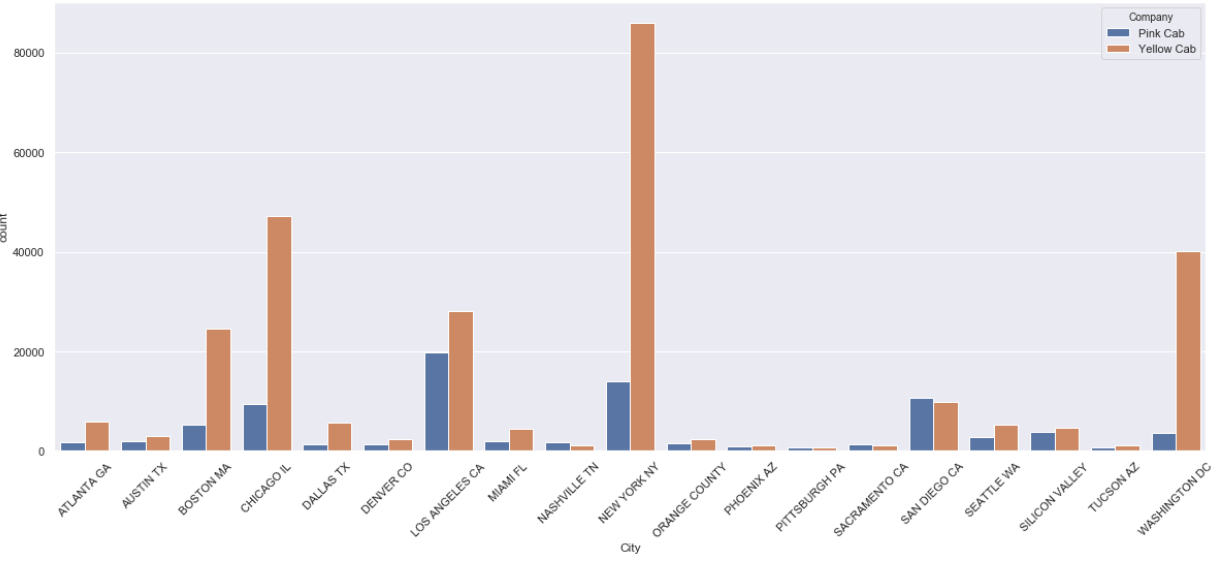 Company
Pink Cab
Yellow Cab
80000
60000
40000
20000
0
count
ATLANTA GA
AUSTIN TX
BOSTON MA
CHICAGO IL
DALLAS TX
DENVER CO
LOS ANGELES CA
MIAMI FL
NASHVILLE TN
NEW YORK NY
ORANGE COUNTY
PHOENIX AZ
PITTSBURGH PA
SACRAMENTO CA
SAN DIEGO CA
SEATTLE WA
SILICON VALLEY
TUCSON AZ
WASHINGTON DC
City